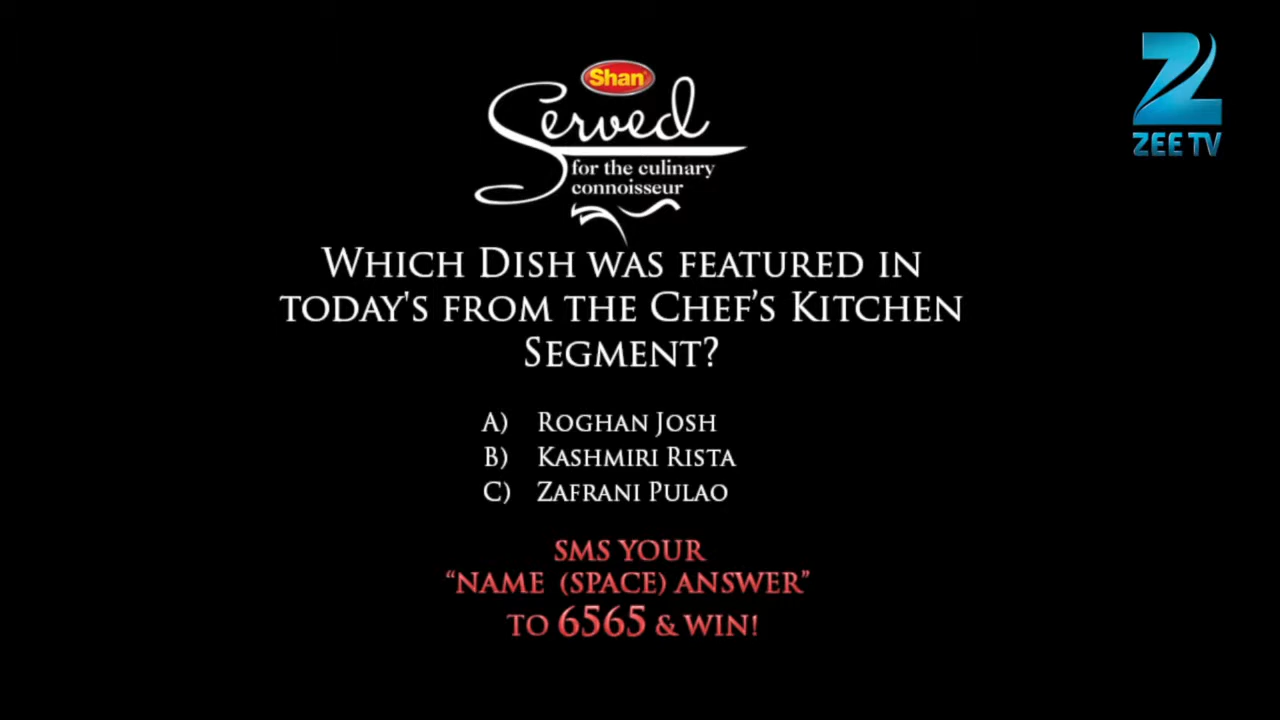 Shan
ZEE TV
Served
for the culinary
connoisseur
WHICH DISH WAS FEATURED IN
TODAY'S FROM THE CHEF’S KITCHEN
SEGMENT?
A) ROGHAN JOSH
B) KASHMIRI RISTA
C) ZAFRANI PULAO
SMS YOUR
“NAME (SPACE) ANSWER”
TO 6565 & WIN!